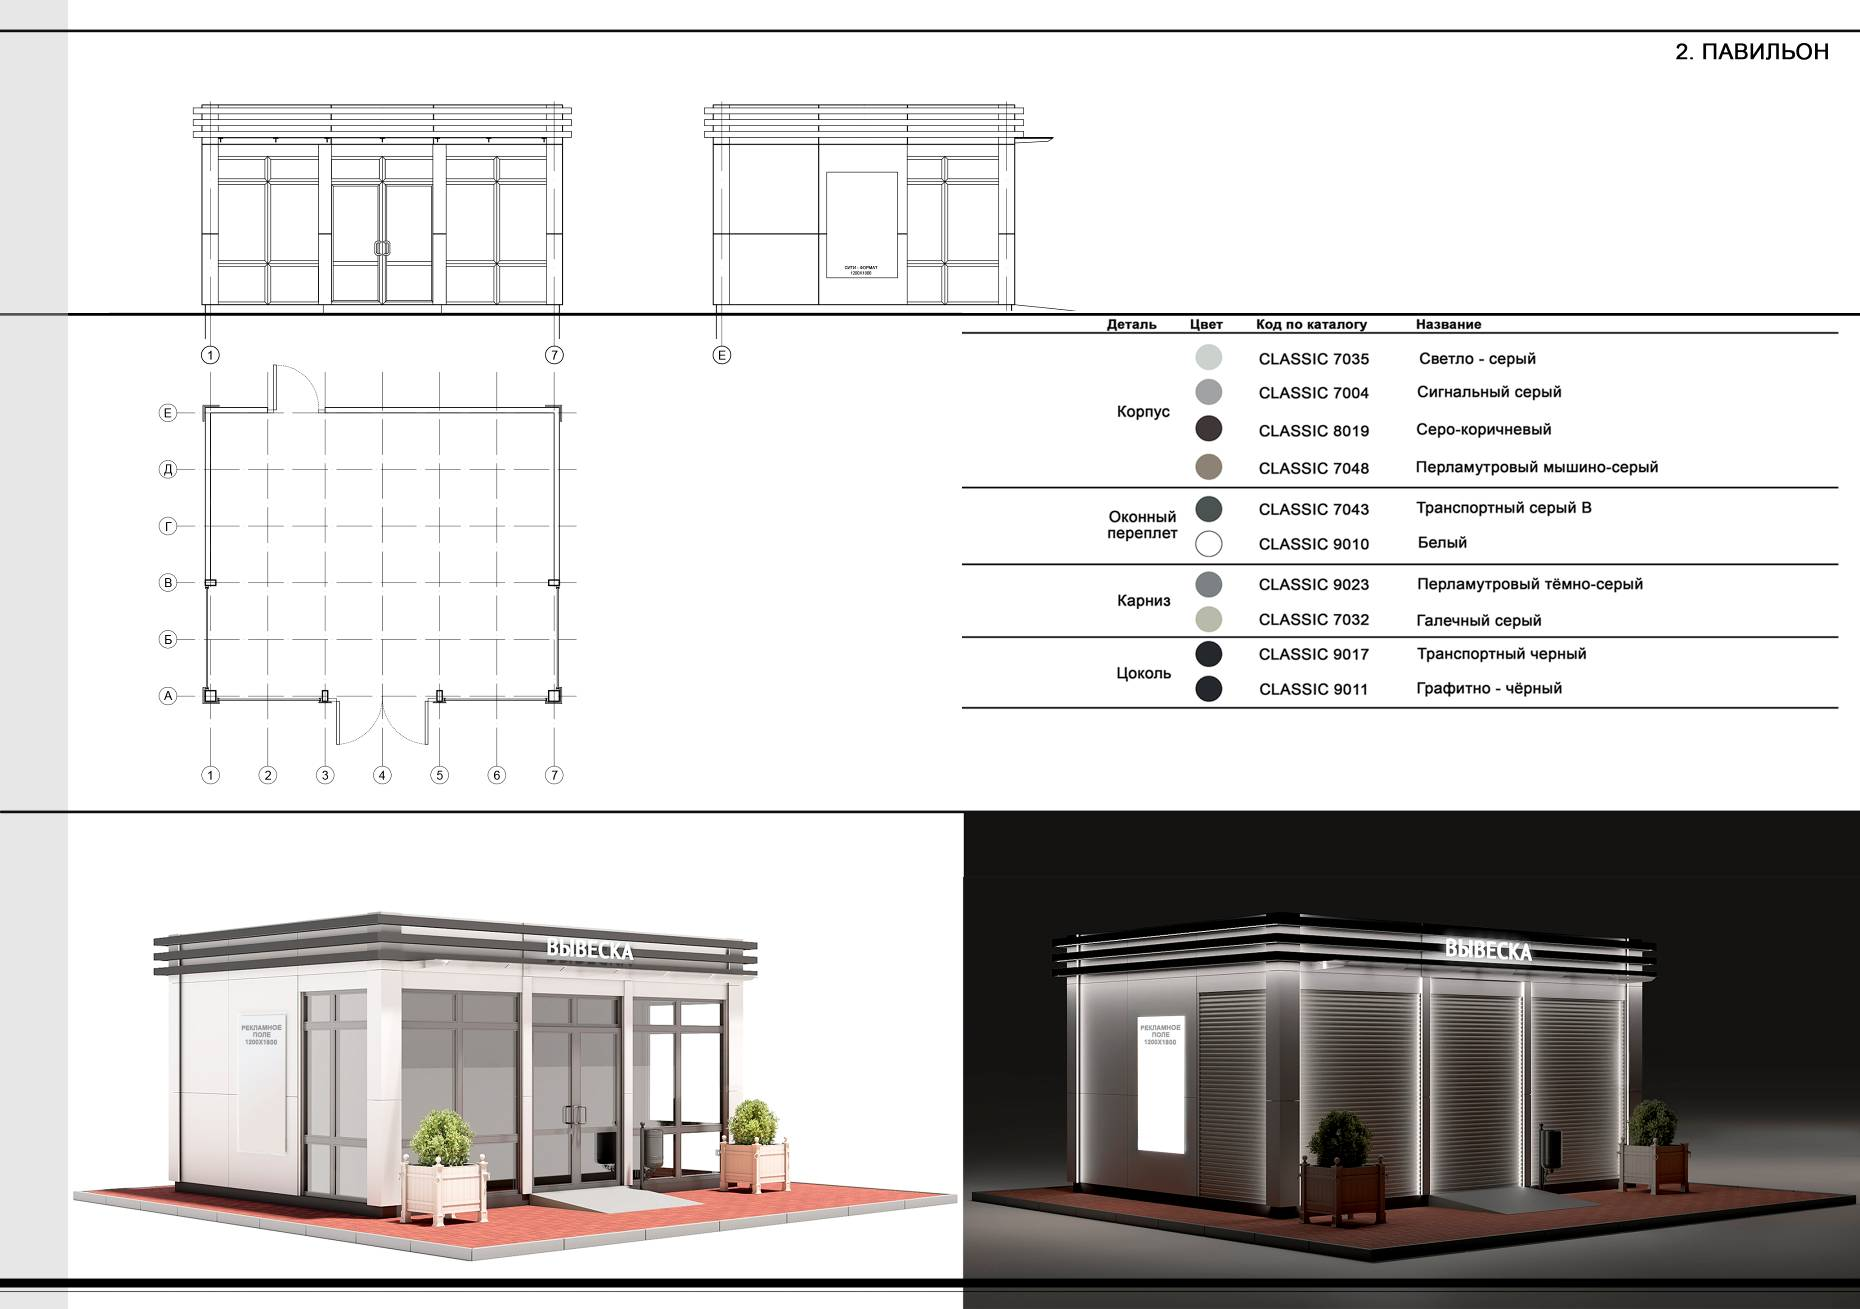 2. ПАВИЛЬОН
СИТИ - ФОРМАТ
1 7 Е
Деталь Цвет Код по каталогу Название
Корпус
CLASSIC 7035 Светло - серый
CLASSIC 7004 Сигнальный серый
CLASSIC 8019 Серо-коричневый
CLASSIC 7048 Перламутровый мышино-серый
Оконный
переплет
CLASSIC 7043 Транспортный серый В
CLASSIC 9010 Белый
Карниз
CLASSIC 9023 Перламутровый тёмно-серый
CLASSIC 7032 Галечный серый
Цоколь
CLASSIC 9017 Транспортный черный
CLASSIC 9011 Графитно - чёрный
Е
Д
Г
В
Б
А
1 2 3 4 5 6 7
ВЫВЕСКА
РЕКЛАМНОЕ
ПОЛЕ
1200Х1800
ВЫВЕСКА
РЕКЛАМНОЕ
ПОЛЕ
1200Х1800